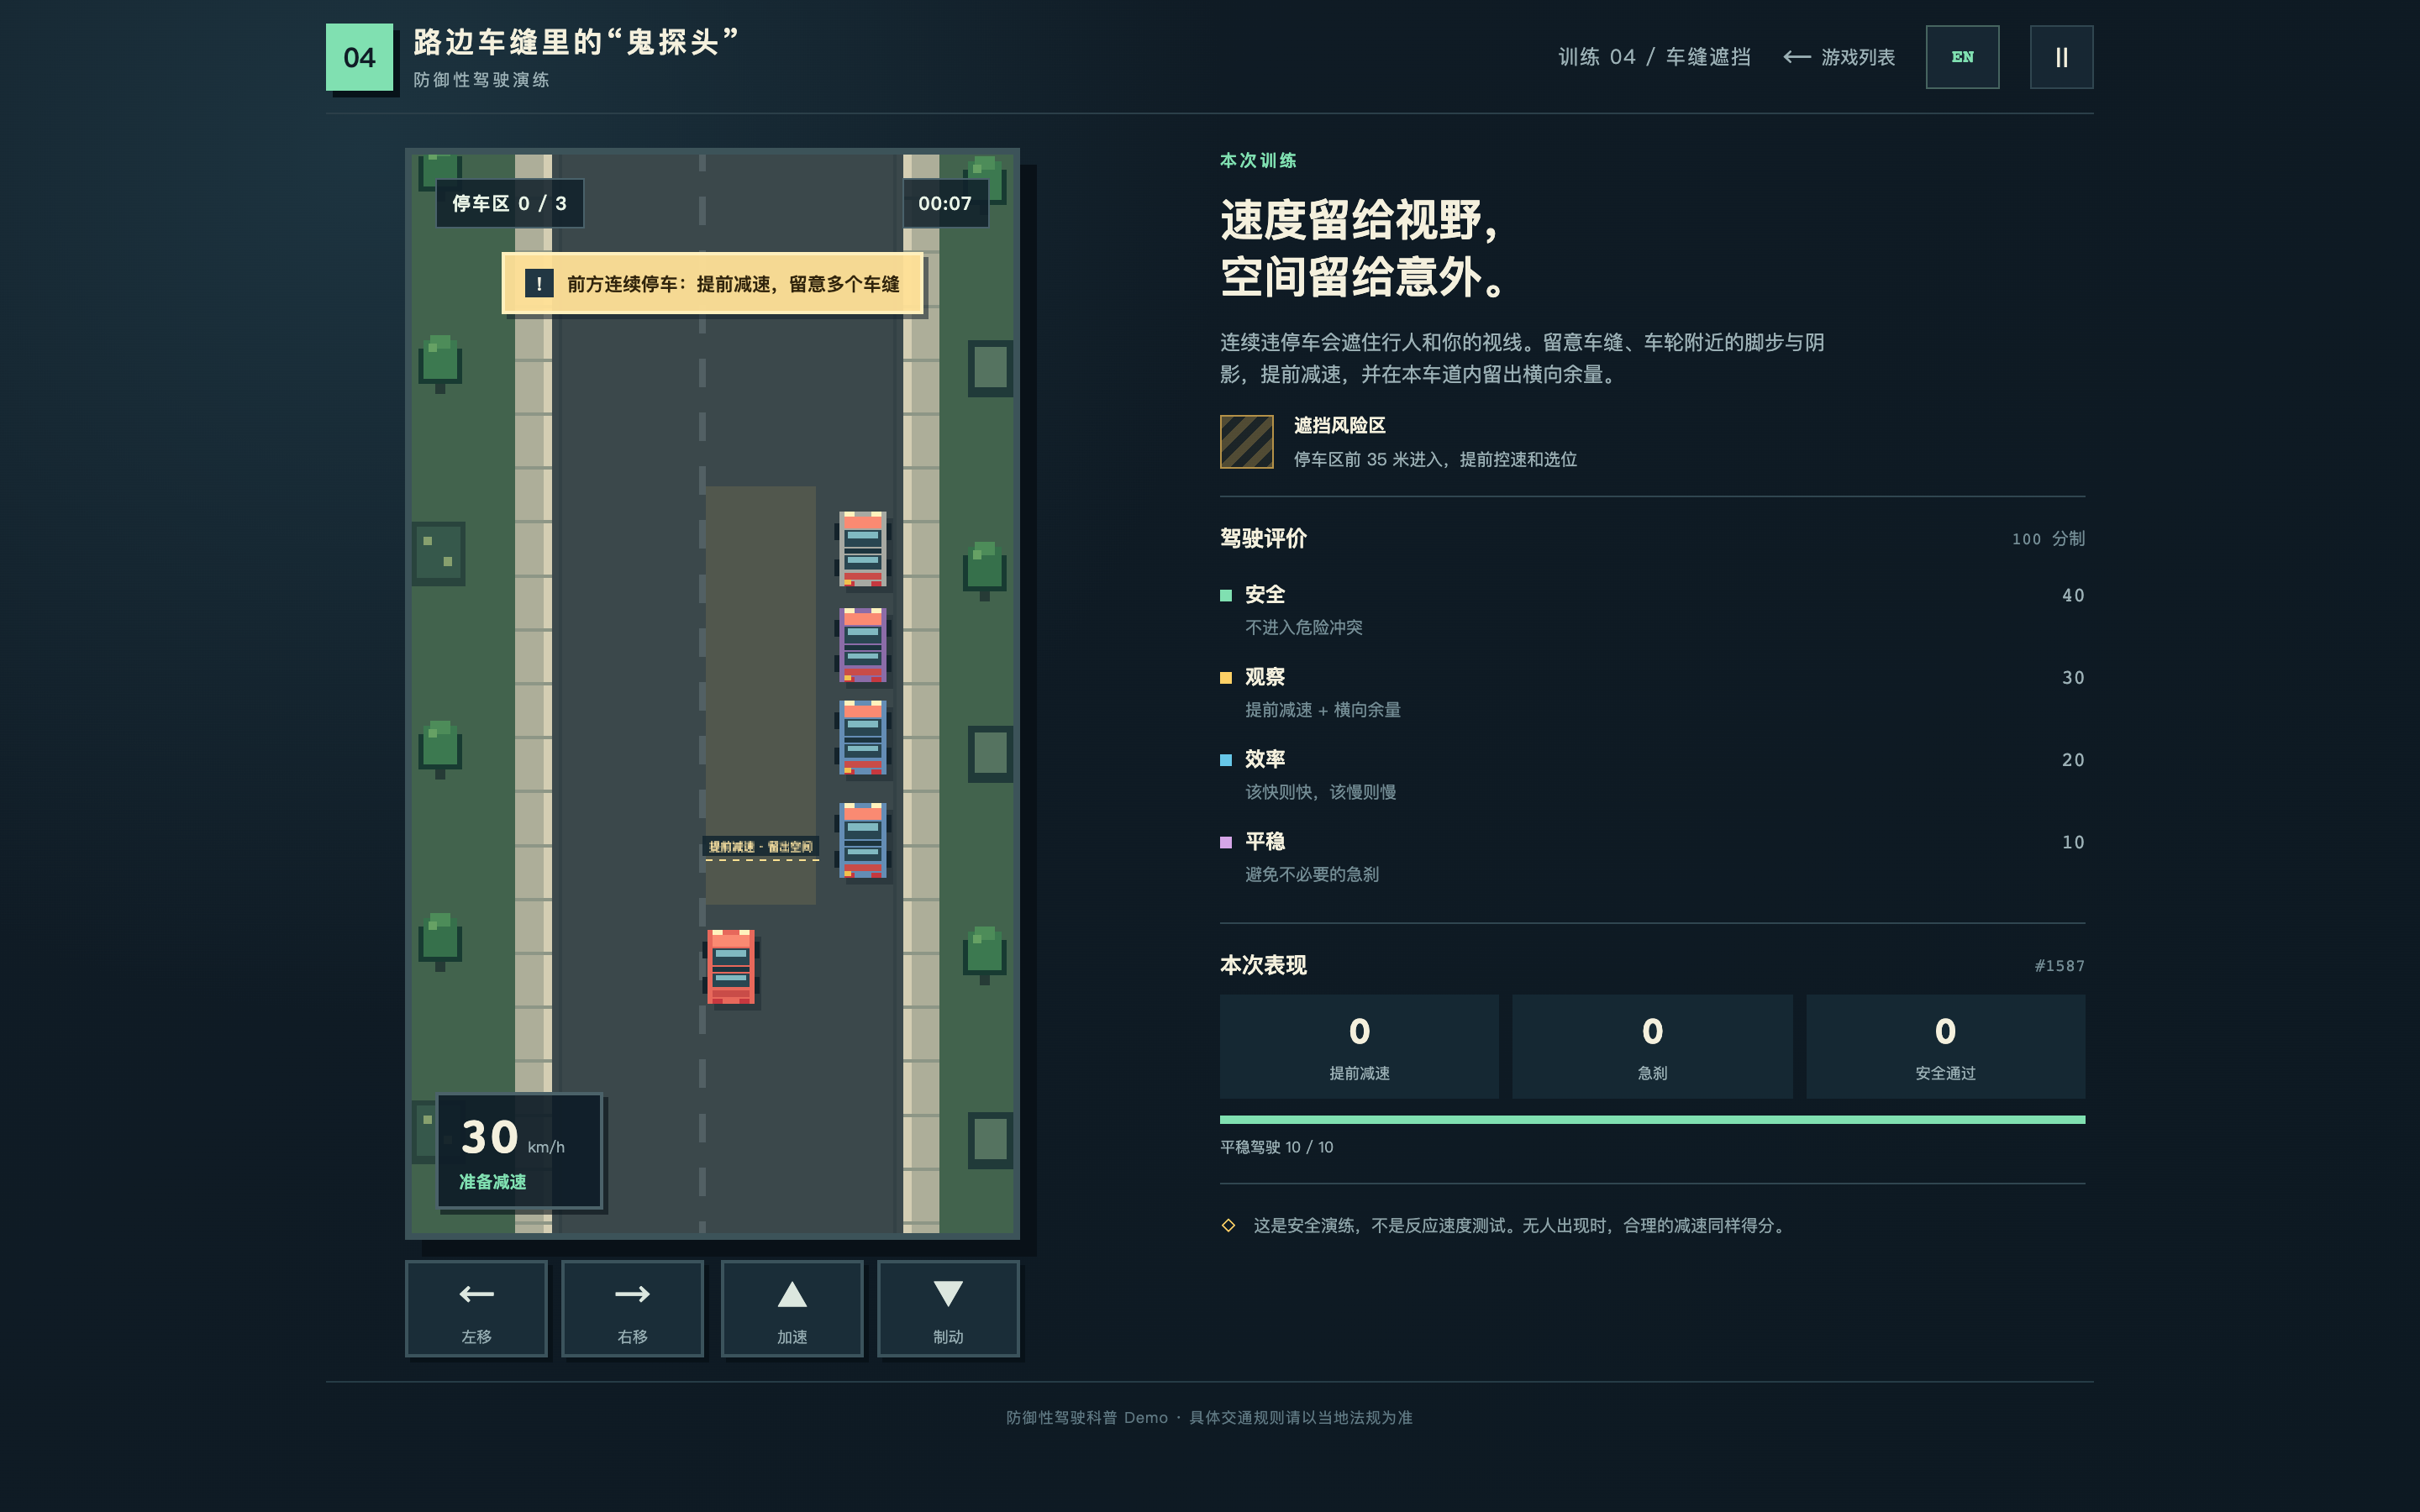 04
路边车缝里的“鬼探头”
防御性驾驶演练
训练 04 / 车缝遮挡
← 游戏列表
EN
停车区 0 / 3
00:07
! 前方连续停车：提前减速，留意多个车缝
提前减速 · 留出空间
30 km/h
准备减速
← 左移
→ 右移
▲ 加速
▼ 制动
本次训练
速度留给视野，
空间留给意外。
连续违停车会遮住行人和你的视线。留意车缝、车轮附近的脚步与阴
影，提前减速，并在本车道内留出横向余量。
遮挡风险区
停车区前 35 米进入，提前控速和选位
驾驶评价
100 分制
安全
40
不进入危险冲突
观察
30
提前减速 + 横向余量
效率
20
该快则快，该慢则慢
平稳
10
避免不必要的急刹
本次表现
#1587
0
提前减速
0
急刹
0
安全通过
平稳驾驶 10 / 10
这是安全演练，不是反应速度测试。无人出现时，合理的减速同样得分。
防御性驾驶科普 Demo · 具体交通规则请以当地法规为准